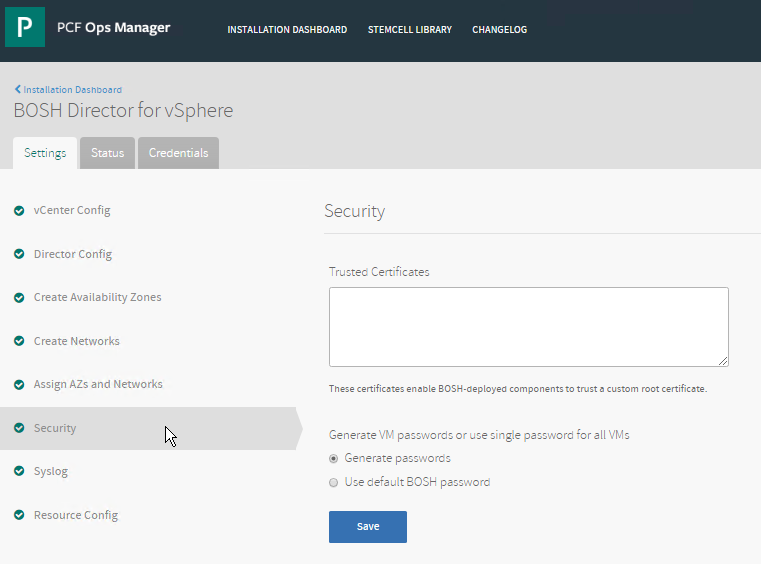 P PCF Ops Manager INSTALLATION DASHBOARD STEMCELL LIBRARY CHANGELOG
Installation Dashboard
BOSH Director for vSphere
Settings Status Credentials
vCenter Config
Director Config
Create Availability Zones
Create Networks
Assign AZs and Networks
Security
Syslog
Resource Config
Security
Trusted Certificates
These certificates enable BOSH-deployed components to trust a custom root certificate.
Generate VM passwords or use single password for all VMs
Generate passwords
Use default BOSH password
Save